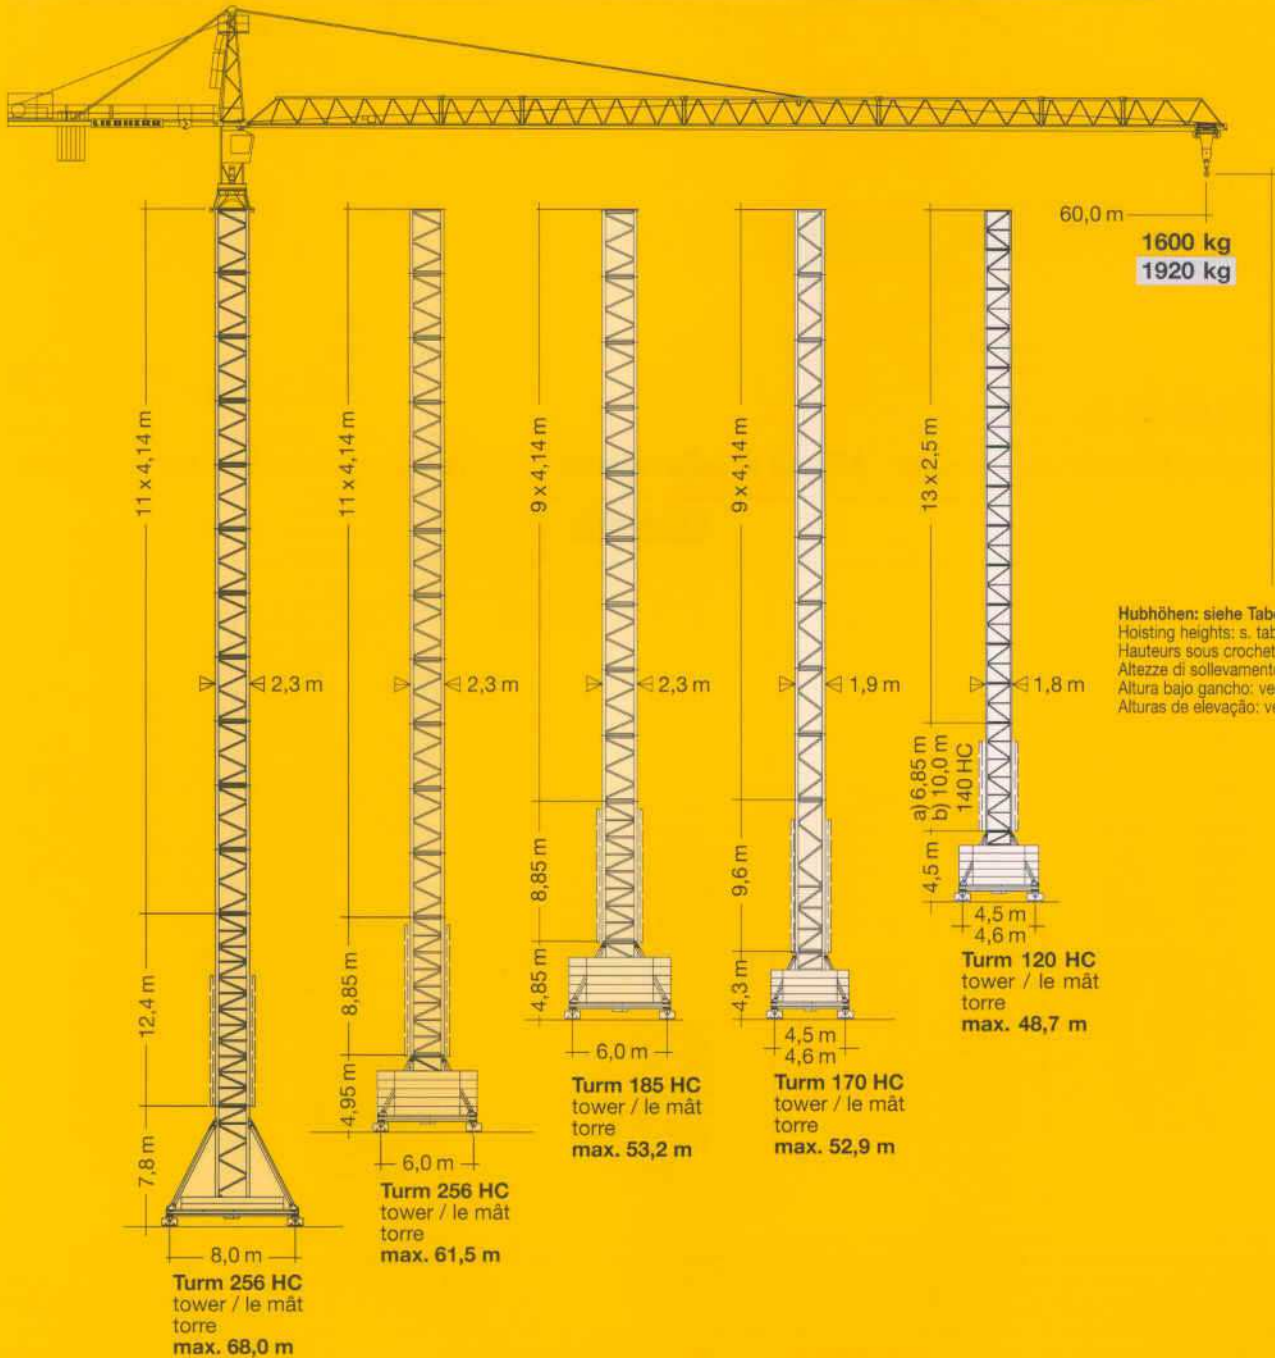 LIEBHERR
60,0 m
1600 kg
1920 kg
11 x 4,14 m
11 x 4,14 m
9 x 4,14 m
9 x 4,14 m
13 x 2,5 m
Hubhöhen: siehe Tabe
Hoisting heights: s. tab
Hauteurs sous crochet
Altezze di sollevamento
Altura bajo gancho: ve
Alturas de elevação: ve
2,3 m
2,3 m
2,3 m
1,9 m
1,8 m
a) 6,85 m
b) 10,0 m
140 HC
4,5 m
4,5 m
4,6 m
Turm 120 HC
tower / le mât
torre
max. 48,7 m
9,6 m
4,3 m
4,5 m
4,6 m
Turm 170 HC
tower / le mât
torre
max. 52,9 m
8,85 m
4,85 m
6,0 m
Turm 185 HC
tower / le mât
torre
max. 53,2 m
8,85 m
4,95 m
6,0 m
Turm 256 HC
tower / le mât
torre
max. 61,5 m
12,4 m
7,8 m
8,0 m
Turm 256 HC
tower / le mât
torre
max. 68,0 m